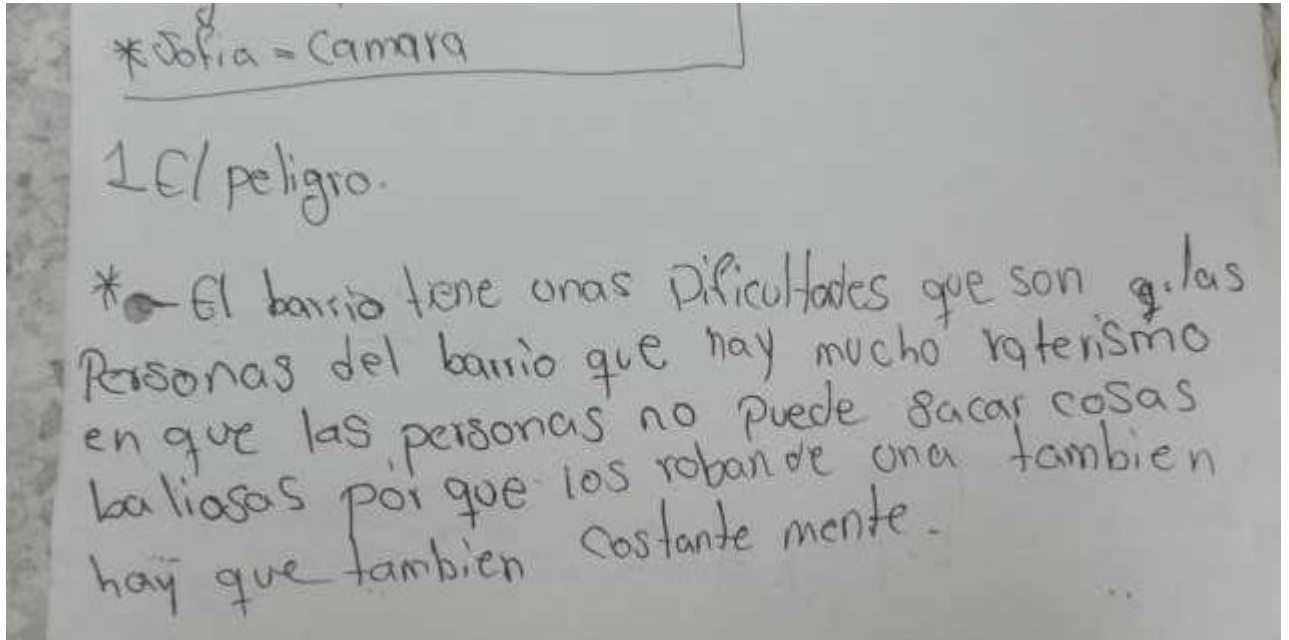 *Sofia = Camara
1 El peligro.
* El barrio tiene unas Dificultades que son q. las
Personas del barrio que hay mucho raterismo
en que las personas no puede sacar cosas
baliosas por que los roban de una tambien
hay que tambien costante mente.